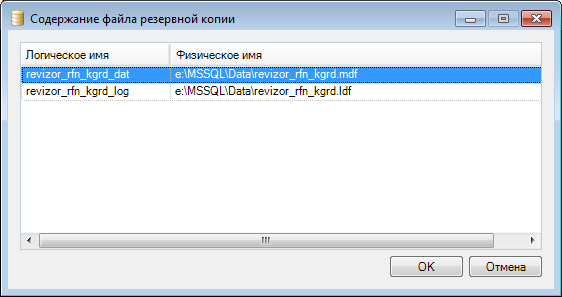 Содержание файла резервной копии
Логическое имя Физическое имя
revizor_rfn_kgrd_dat e:\MSSQL\Data\revizor_rfn_kgrd.mdf
revizor_rfn_kgrd_log e:\MSSQL\Data\revizor_rfn_kgrd.ldf
OK Отмена